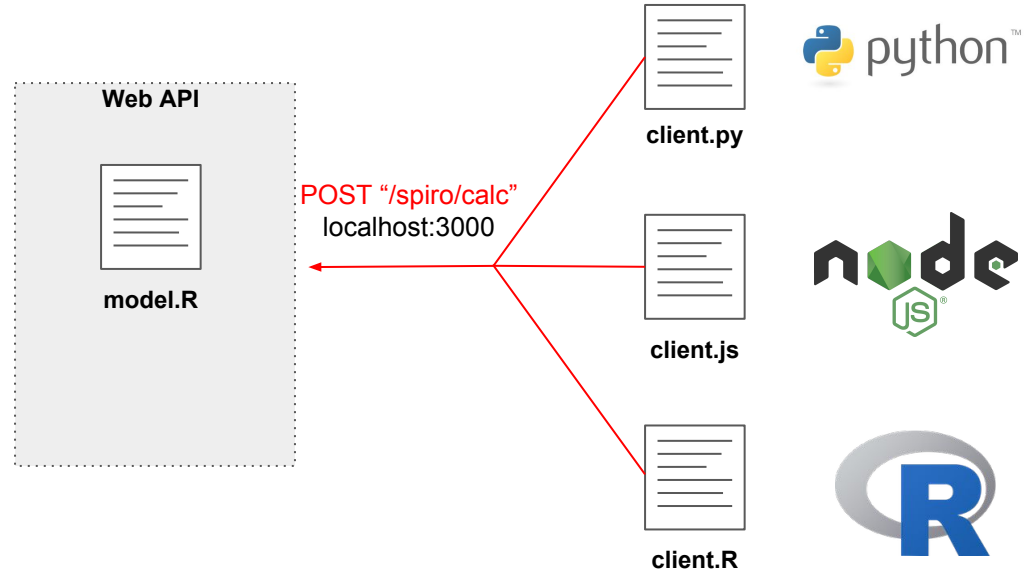 Web API
model.R
POST “/spiro/calc”
localhost:3000
client.py
python™
client.js
node
JS®
client.R
R